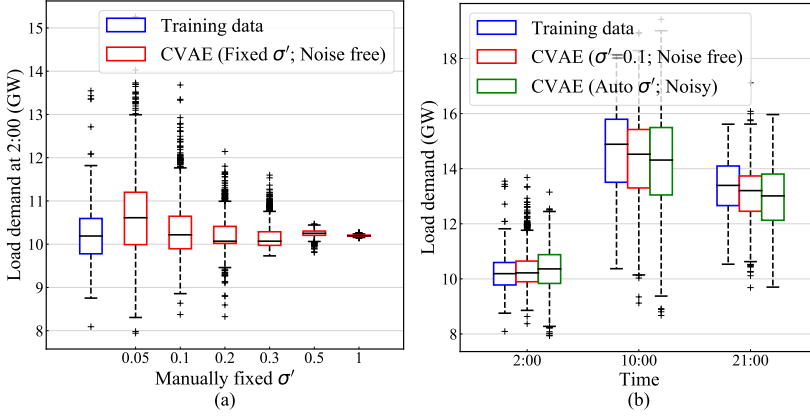 Training data
CVAE (Fixed σ′; Noise free)
15
14
13
12
11
10
9
8
Load demand at 2:00 (GW)
0.05 0.1 0.2 0.3 0.5 1
Manually fixed σ′
(a)
Training data
CVAE (σ′=0.1; Noise free)
CVAE (Auto σ′; Noisy)
18
16
14
12
10
8
Load demand (GW)
2:00 10:00 21:00
Time
(b)